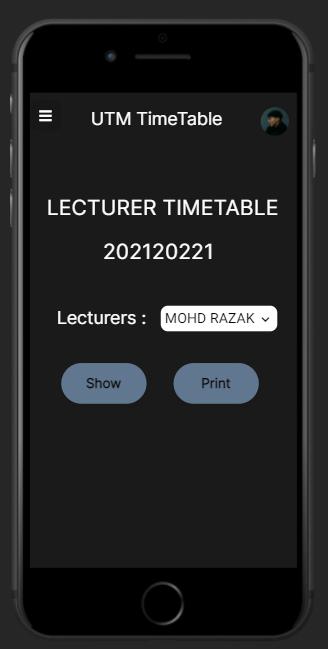 UTM TimeTable
LECTURER TIMETABLE
202120221
Lecturers :
MOHD RAZAK
Show
Print